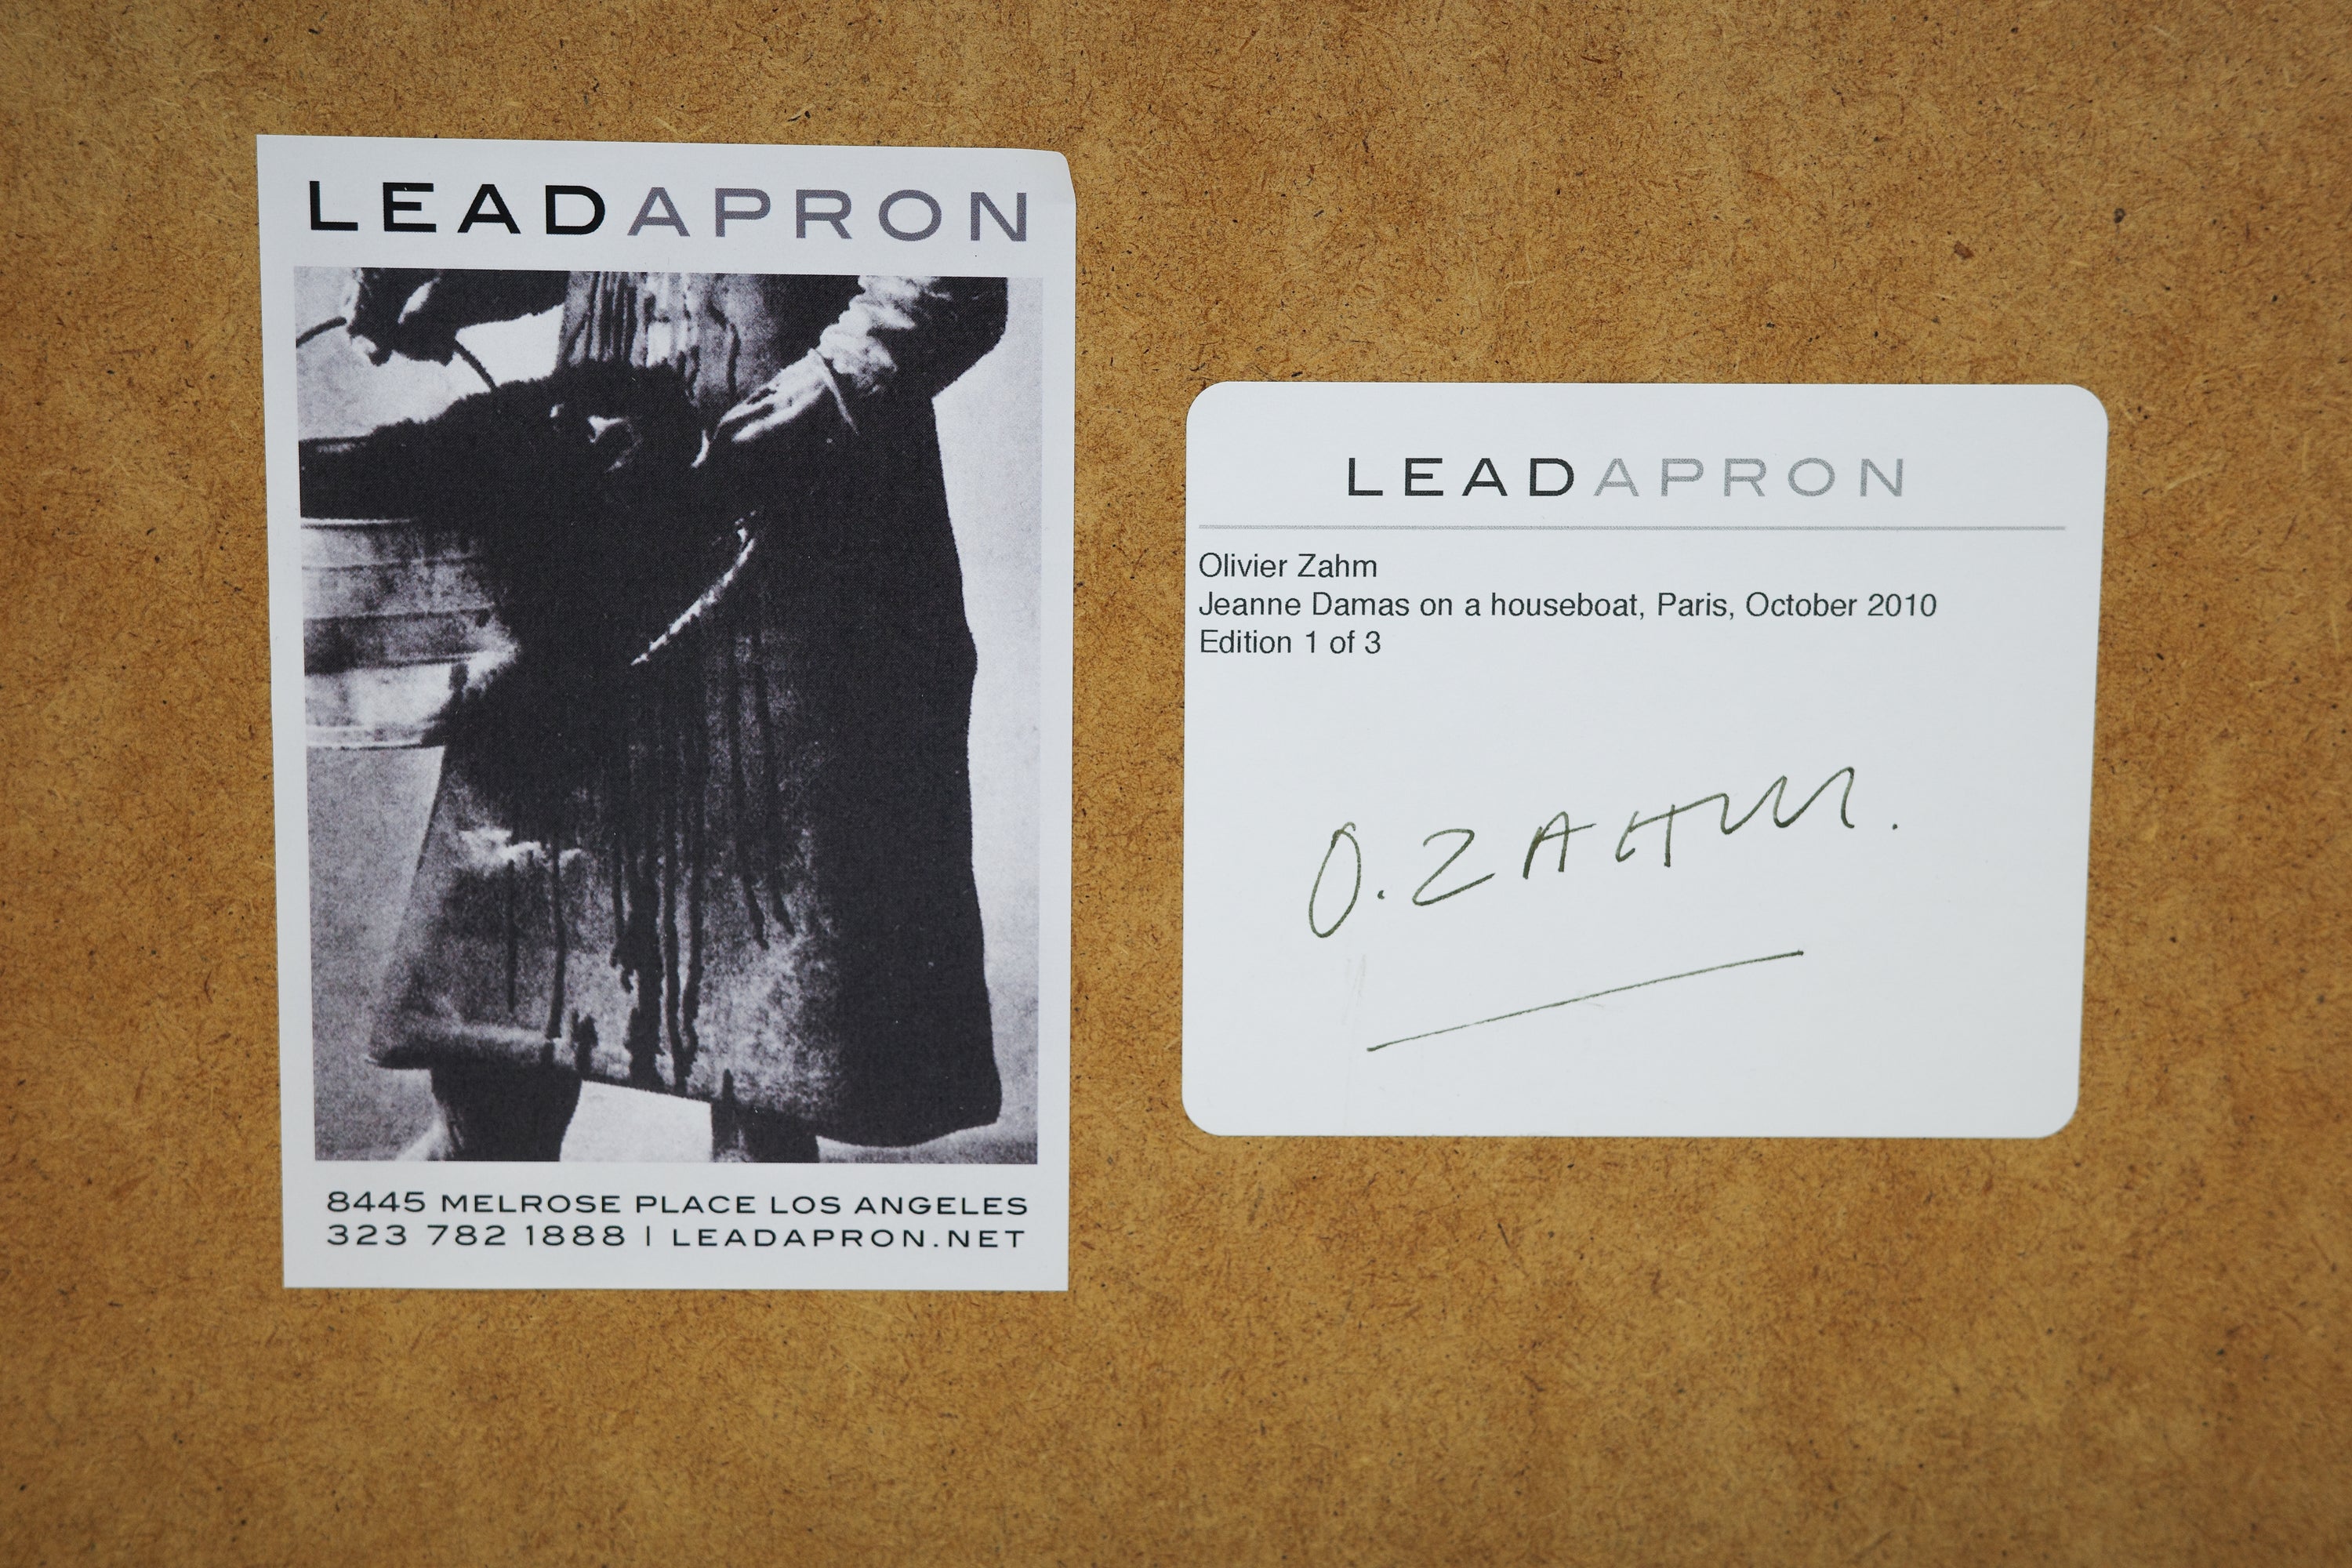 LEADAPRON
8445 MELROSE PLACE LOS ANGELES
323 782 1888 | LEADAPRON.NET
LEADAPRON
Olivier Zahm
Jeanne Damas on a houseboat, Paris, October 2010
Edition 1 of 3
O. ZAHM.